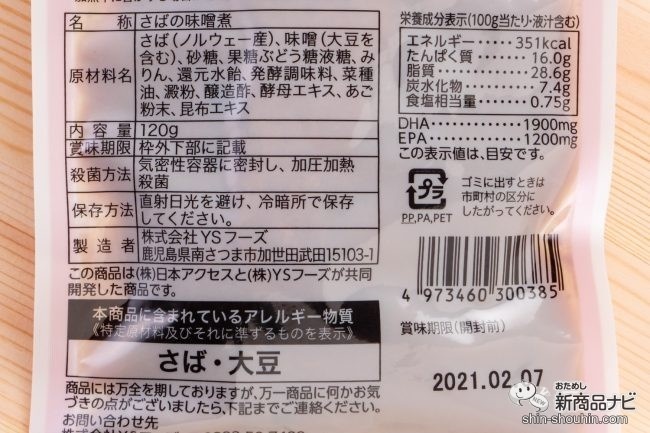 名称 さばの味噌煮
原材料名 さば（ノルウェー産）、味噌（大豆を
含む）、砂糖、果糖ぶどう糖液糖、み
りん、還元水飴、発酵調味料、菜種
油、澱粉、醸造酢、酵母エキス、あご
粉末、昆布エキス
内容量 120g
賞味期限 枠外下部に記載
殺菌方法 気密性容器に密封し、加圧加熱
殺菌
保存方法 直射日光を避け、冷暗所で保存
してください。
製造者 株式会社YSフーズ
鹿児島県南さつま市加世田武田15103-1
この商品は(株)日本アクセスと(株)YSフーズが共同
開発した商品です。
本商品に含まれているアレルギー物質
《特定原材料及びそれに準ずるものを表示》
さば・大豆
商品には万全を期しておりますが、万一商品に何かお気
づきの点がございましたら、下記までご連絡ください。
お問い合わせ先
栄養成分表示(100g当たり・液汁含む)
エネルギー 351kcal
たんぱく質 16.0g
脂質 28.6g
炭水化物 7.4g
食塩相当量 0.75g
DHA 1900mg
EPA 1200mg
この表示値は、目安です。
プラ
PP,PA,PET
ゴミに出すときは
市町村の区分に
したがってください。
4 973460 300385
賞味期限(開封前)
2021.02.07
おためし
新商品ナビ
shin-shouhin.com